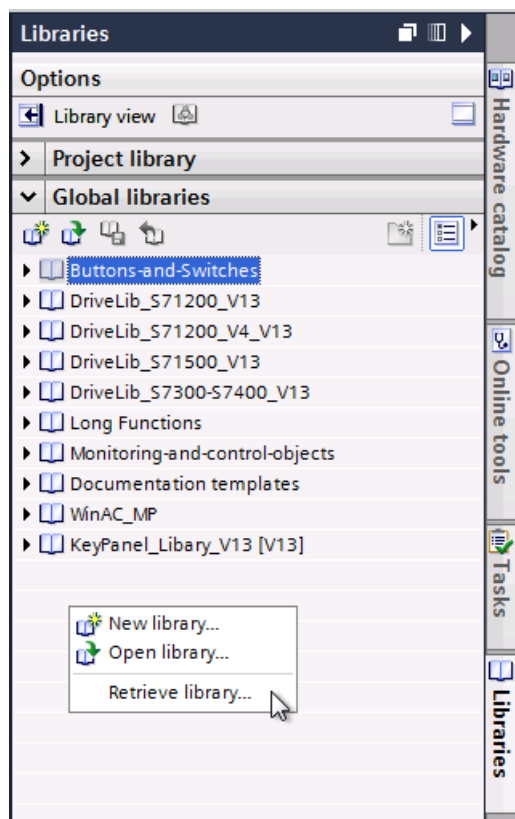 Libraries
Options
Library view
Project library
Global libraries
Buttons-and-Switches
DriveLib_S71200_V13
DriveLib_S71200_V4_V13
DriveLib_S71500_V13
DriveLib_S7300-S7400_V13
Long Functions
Monitoring-and-control-objects
Documentation templates
WinAC_MP
KeyPanel_Libary_V13 [V13]
New library...
Open library...
Retrieve library...
Hardware catalog
Online tools
Tasks
Libraries